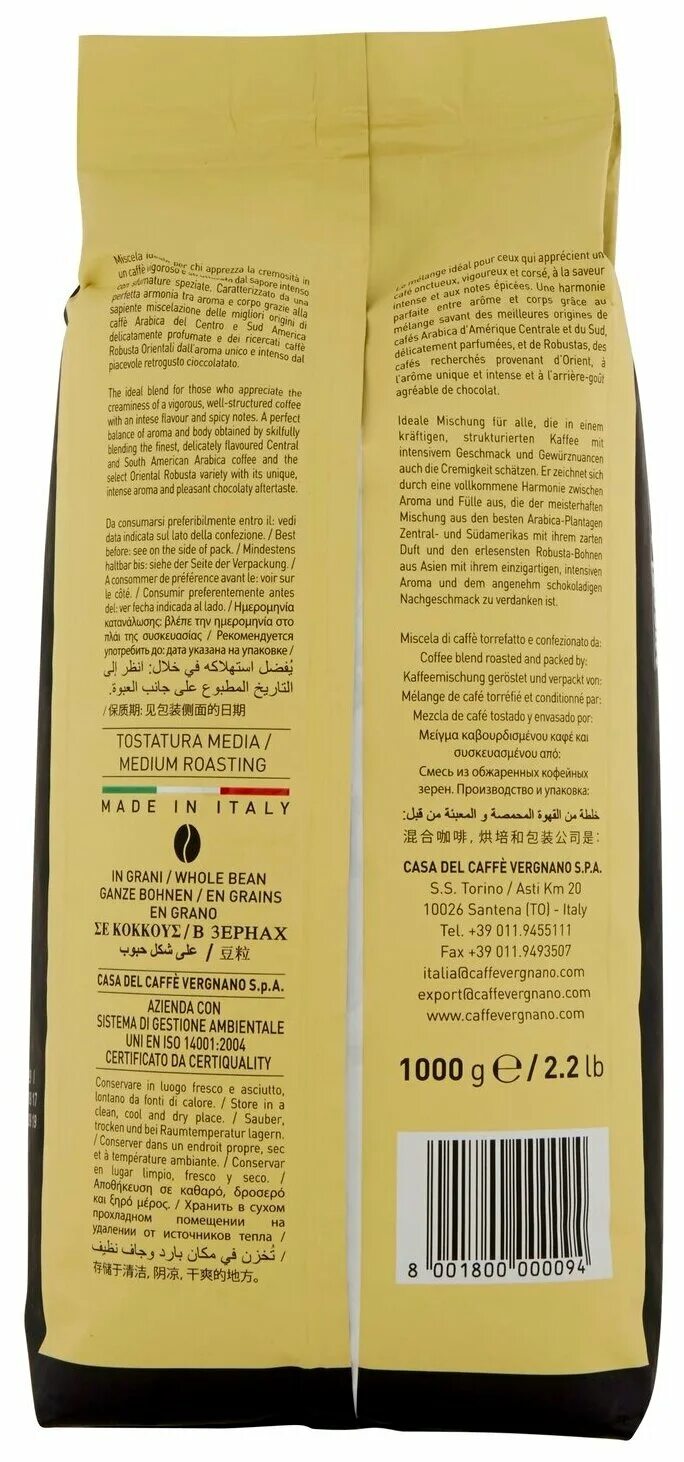 Miscela per chi apprezza la cremosità in
un caffè vigoroso e dal sapore intenso
con sfumature speziate. Caratterizzato da una
perfetta armonia tra aroma e corpo grazie alla
sapiente miscelazione delle migliori origini di
caffè Arabica del Centro e Sud America
delicatamente profumate e dei ricercati caffè
Robusta Orientali dall'aroma unico e intenso dal
piacevole retrogusto cioccolatato.
The ideal blend for those who appreciate the
creaminess of a vigorous, well-structured coffee
with an intese flavour and spicy notes. A perfect
balance of aroma and body obtained by skilfully
blending the finest, delicately flavoured Central
and South American Arabica coffee and the
select Oriental Robusta variety with its unique,
intense aroma and pleasant chocolaty aftertaste.
Da consumarsi preferibilmente entro il: vedi
data indicata sul lato della confezione. / Best
before: see on the side of pack. / Mindestens
haltbar bis: siehe der Seite der Verpackung. /
A consommer de préférence avant le: voir sur
le côté. / Consumir preferentemente antes
del: ver fecha indicada al lado. / Ημερομηνία
κατανάλωσης: βλέπε την ημερομηνία στο
πλάι της συσκευασίας / Рекомендуется
употребить до: дата указана на упаковке /
يُفضل استهلاكه في خلال: انظر إلى
التاريخ المطبوع على جانب العبوة.
/保质期: 见包装侧面的日期
TOSTATURA MEDIA /
MEDIUM ROASTING
MADE IN ITALY
IN GRANI / WHOLE BEAN
GANZE BOHNEN / EN GRAINS
EN GRANO
ΣΕ ΚΟΚΚΟΥΣ / В ЗЕРНАХ
على شكل حبوب / 豆粒
CASA DEL CAFFÈ VERGNANO S.p.A.
AZIENDA CON
SISTEMA DI GESTIONE AMBIENTALE
UNI EN ISO 14001:2004
CERTIFICATO DA CERTIQUALITY
Conservare in luogo fresco e asciutto,
lontano da fonti di calore. / Store in a
clean, cool and dry place. / Sauber,
trocken und bei Raumtemperatur lagern.
/ Conserver dans un endroit propre, sec
et à température ambiante. / Conservar
en lugar limpio, fresco y seco. /
Αποθήκευση σε καθαρό, δροσερό
και ξηρό μέρος. / Хранить в сухом
прохладном помещении на
удалении от источников тепла /
تُخزن في مكان بارد وجاف نظيف /
存储于清洁, 阴凉, 干爽的地方.
Le mélange idéal pour ceux qui apprécient un
café onctueux, vigoureux et corsé, à la saveur
intense et aux notes épicées. Une harmonie
parfaite entre arôme et corps grâce au
mélange savant des meilleures origines de
cafés Arabica d'Amérique Centrale et du Sud,
délicatement parfumées, et de Robustas, des
cafés recherchés provenant d'Orient, à
l'arôme unique et intense et à l'arrière-goût
agréable de chocolat.
Ideale Mischung für alle, die in einem
kräftigen, strukturierten Kaffee mit
intensivem Geschmack und Gewürznuancen
auch die Cremigkeit schätzen. Er zeichnet sich
durch eine vollkommene Harmonie zwischen
Aroma und Fülle aus, die der meisterhaften
Mischung aus den besten Arabica-Plantagen
Zentral- und Südamerikas mit ihrem zarten
Duft und den erlesensten Robusta-Bohnen
aus Asien mit ihrem einzigartigen, intensiven
Aroma und dem angenehm schokoladigen
Nachgeschmack zu verdanken ist.
Miscela di caffè torrefatto e confezionato da:
Coffee blend roasted and packed by:
Kaffeemischung geröstet und verpackt von:
Mélange de café torréfié et conditionné par:
Mezcla de café tostado y envasado por:
Μείγμα καβουρδισμένου καφέ και
συσκευασμένου από:
Смесь из обжаренных кофейных
зерен. Производство и упаковка:
خلطة من القهوة المحمصة و المعبئة من قبل:
混合咖啡, 烘培和包装公司是:
CASA DEL CAFFÈ VERGNANO S.P.A.
S.S. Torino / Asti Km 20
10026 Santena (TO) - Italy
Tel. +39 011.9455111
Fax +39 011.9493507
italia@caffevergnano.com
export@caffevergnano.com
www.caffevergnano.com
1000 g ℮ / 2.2 lb
8 001800 000094